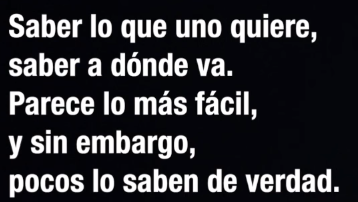 Saber lo que uno quiere,
saber a dónde va.
Parece lo más fácil,
y sin embargo,
pocos lo saben de verdad.